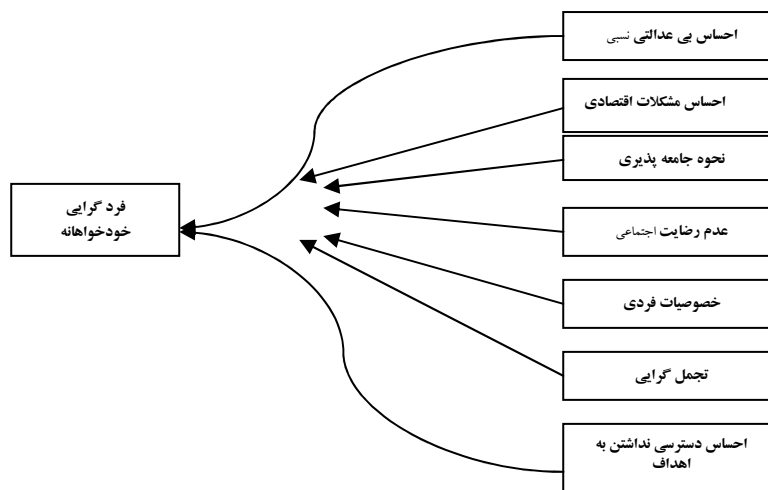 احساس بی عدالتی نسبی
احساس مشکلات اقتصادی
نحوه جامعه پذیری
عدم رضایت اجتماعی
خصوصیات فردی
تجمل گرایی
احساس دسترسی نداشتن به
اهداف
فرد گرایی
خودخواهانه